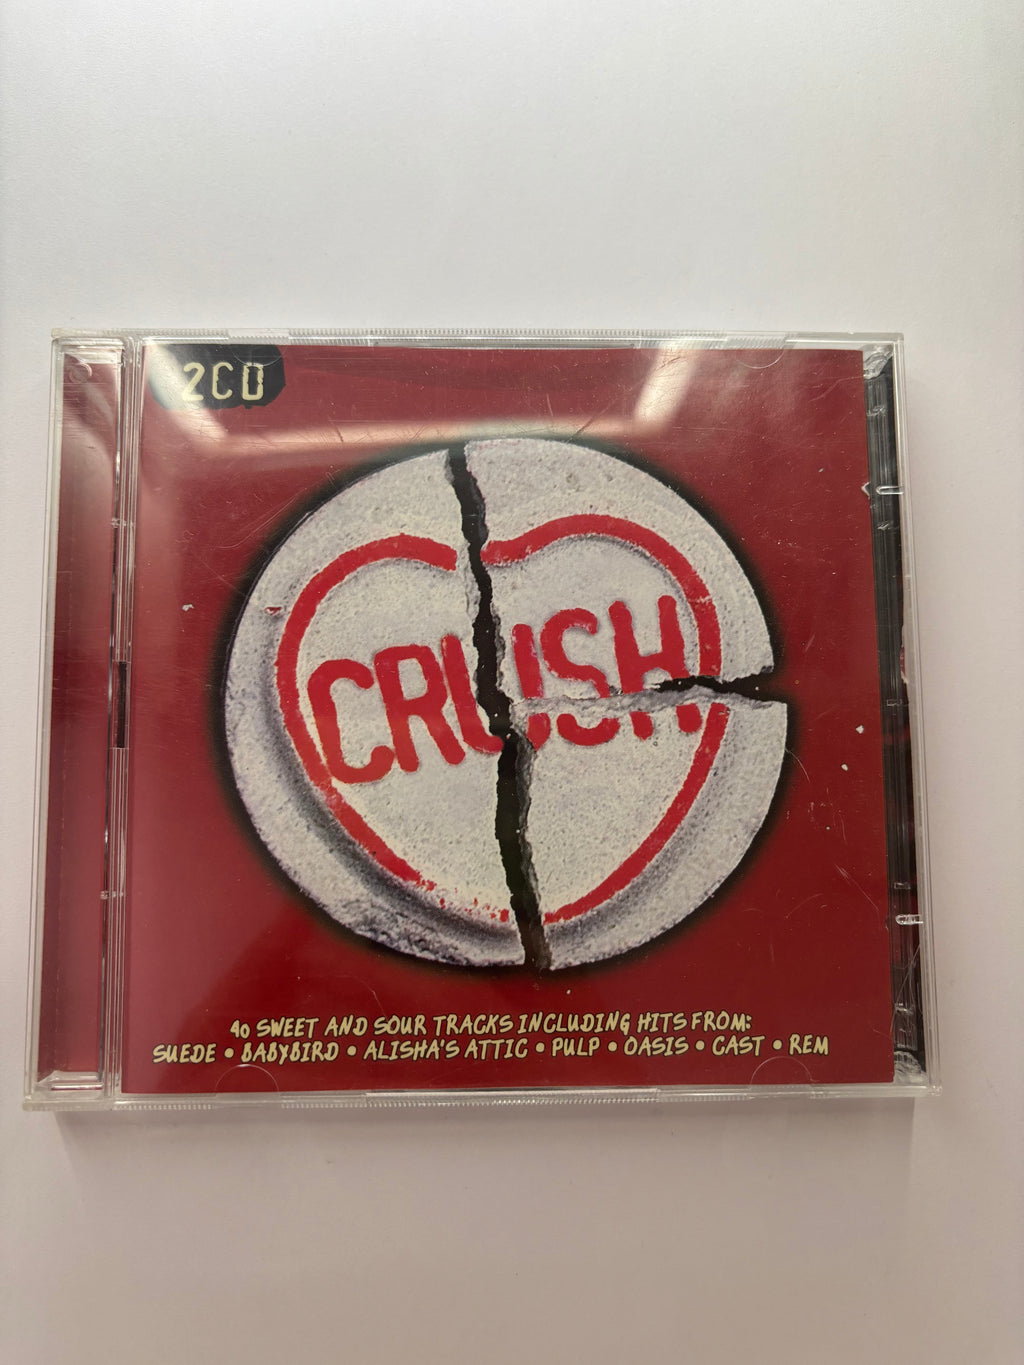 2CD
CRUSH
40 SWEET AND SOUR TRACKS INCLUDING HITS FROM:
SUEDE • BABYBIRD • ALISHA'S ATTIC • PULP • OASIS • CAST • REM